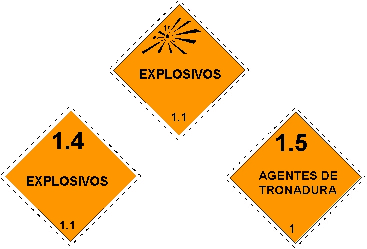 EXPLOSIVOS
1.1
1.4
EXPLOSIVOS
1.1
1.5
AGENTES DE
TRONADURA
1